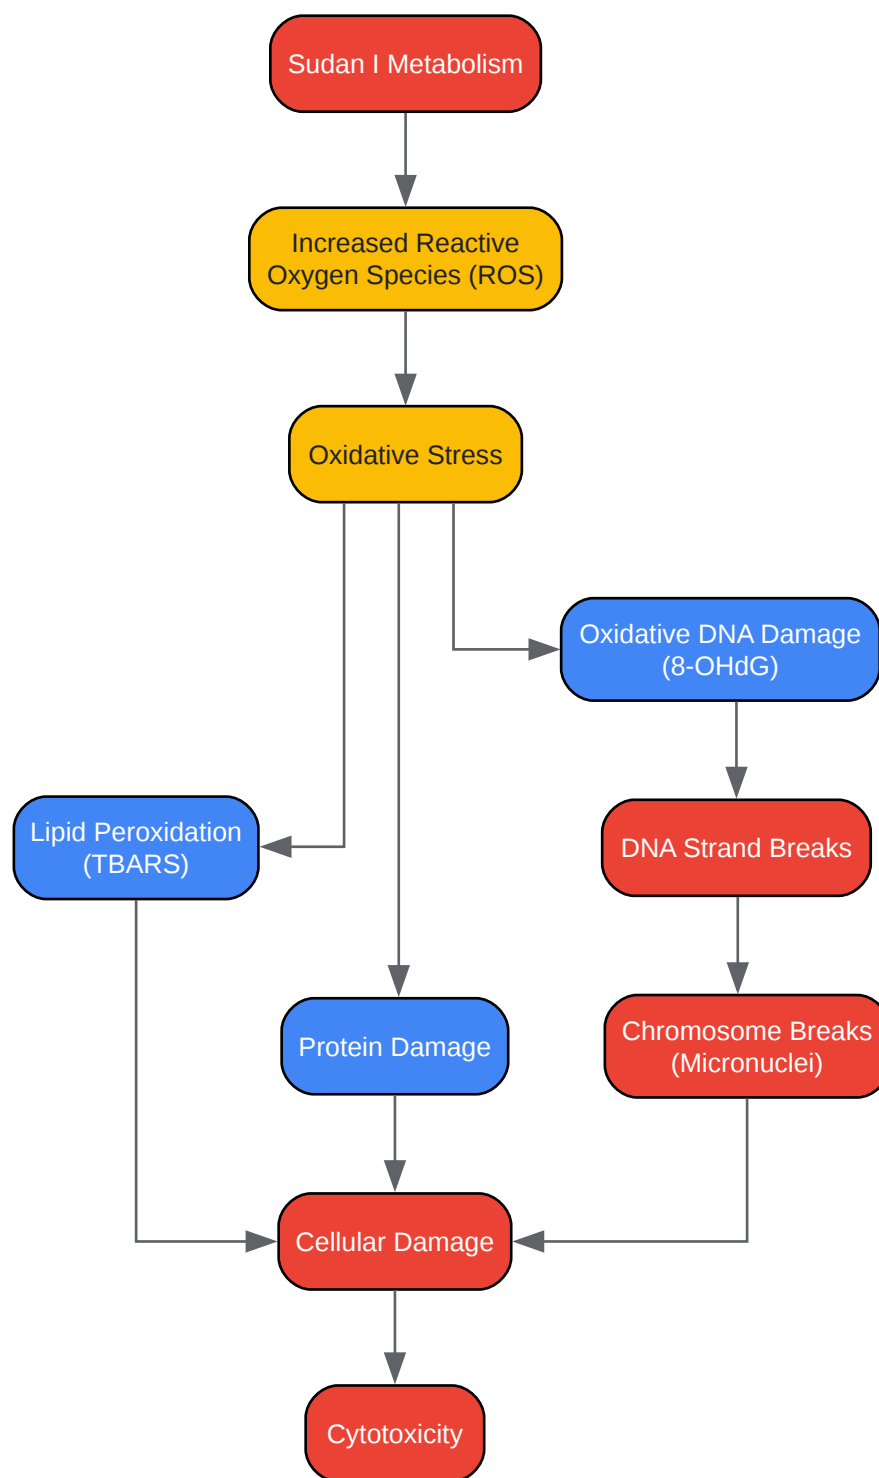 Sudan I Metabolism
Increased Reactive
Oxygen Species (ROS)
Oxidative Stress
Oxidative DNA Damage
(8-OHdG)
Lipid Peroxidation
(TBARS)
DNA Strand Breaks
Protein Damage
Chromosome Breaks
(Micronuclei)
Cellular Damage
Cytotoxicity